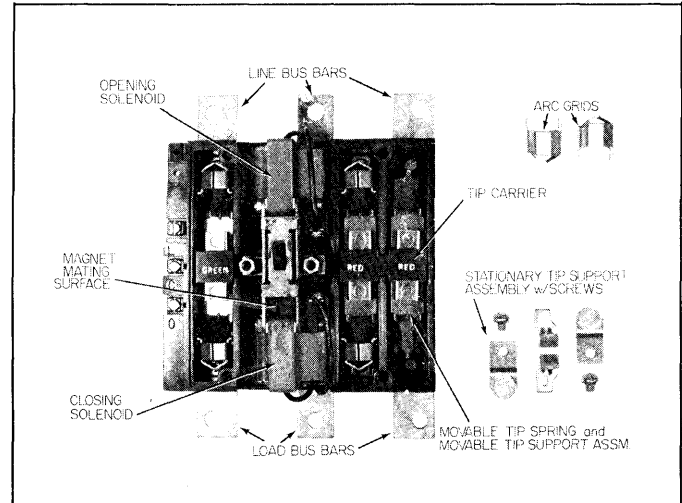 OPENING
SOLENOID
LINE BUS BARS
ARC GRIDS
TIP CARRIER
MAGNET
MATING
SURFACE
GREEN
RED
RED
STATIONARY TIP SUPPORT
ASSEMBLY w/SCREWS
O
CLOSING
SOLENOID
LOAD BUS BARS
MOVABLE TIP SPRING and
MOVABLE TIP SUPPORT ASSM.